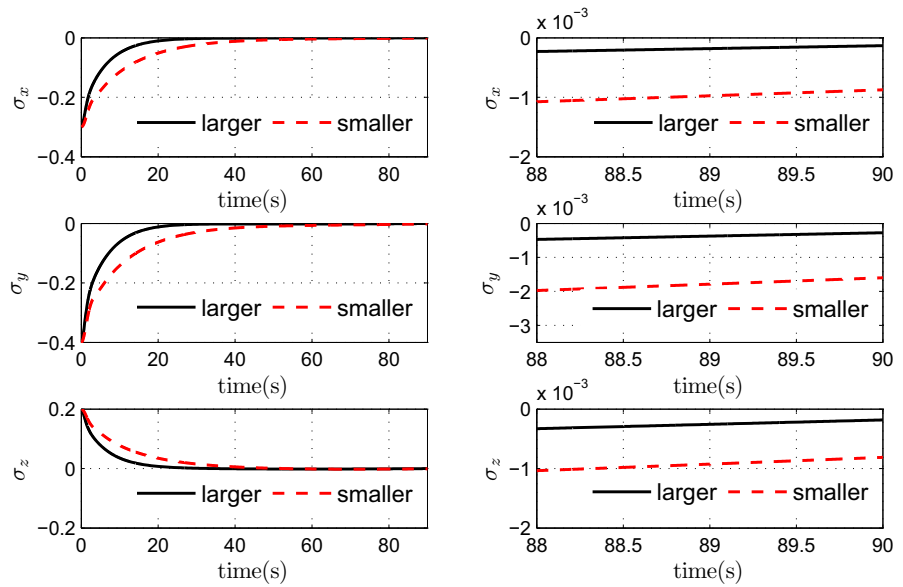 0
−0.2
−0.4
σx
larger
smaller
0 20 40 60 80
time(s)
x 10−3
0
−1
−2
σx
larger
smaller
88 88.5 89 89.5 90
time(s)
0
−0.2
−0.4
σy
larger
smaller
0 20 40 60 80
time(s)
x 10−3
0
−1
−2
−3
σy
larger
smaller
88 88.5 89 89.5 90
time(s)
0.2
0
−0.2
σz
larger
smaller
0 20 40 60 80
time(s)
x 10−3
0
−1
−2
σz
larger
smaller
88 88.5 89 89.5 90
time(s)